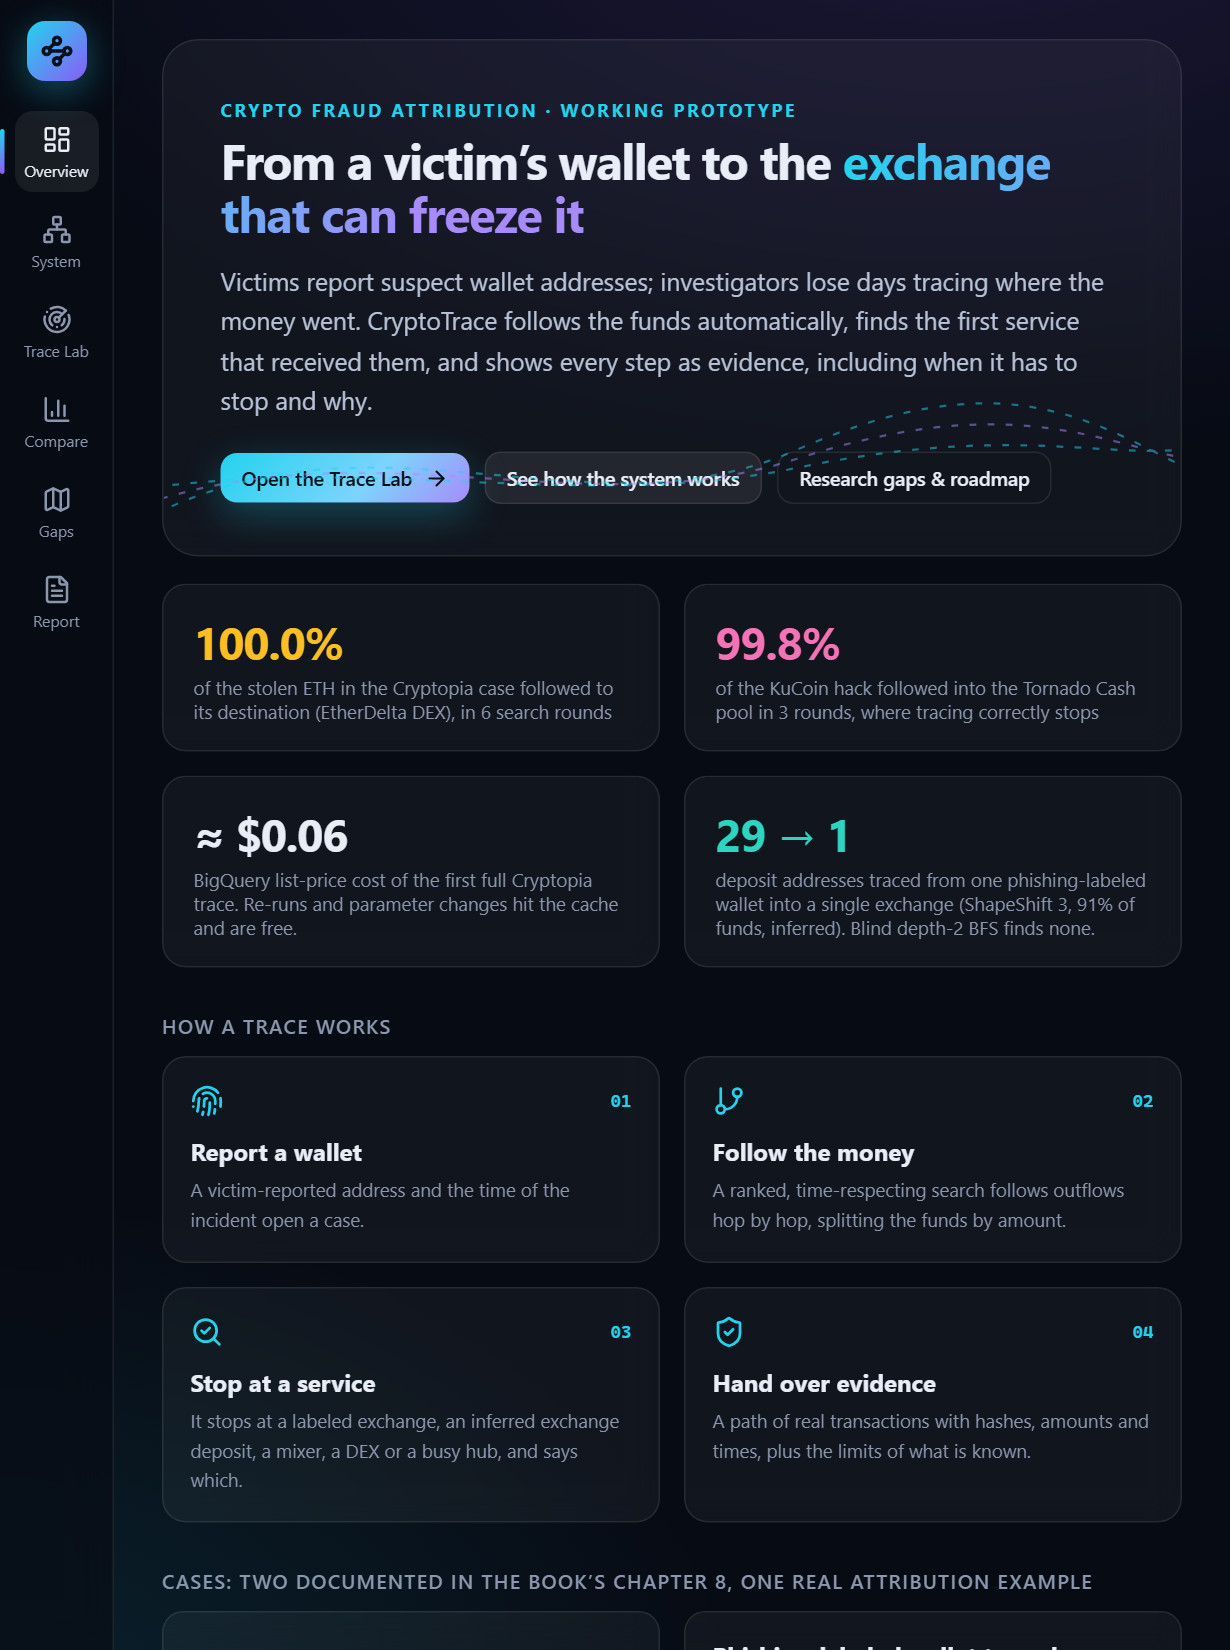 Overview
System
Trace Lab
Compare
Gaps
Report
CRYPTO FRAUD ATTRIBUTION · WORKING PROTOTYPE
From a victim’s wallet to the exchange
that can freeze it
Victims report suspect wallet addresses; investigators lose days tracing where the
money went. CryptoTrace follows the funds automatically, finds the first service
that received them, and shows every step as evidence, including when it has to
stop and why.
Open the Trace Lab →
See how the system works
Research gaps & roadmap
100.0%
of the stolen ETH in the Cryptopia case followed to
its destination (EtherDelta DEX), in 6 search rounds
99.8%
of the KuCoin hack followed into the Tornado Cash
pool in 3 rounds, where tracing correctly stops
≈ $0.06
BigQuery list-price cost of the first full Cryptopia
trace. Re-runs and parameter changes hit the cache
and are free.
29 → 1
deposit addresses traced from one phishing-labeled
wallet into a single exchange (ShapeShift 3, 91% of
funds, inferred). Blind depth-2 BFS finds none.
HOW A TRACE WORKS
01
Report a wallet
A victim-reported address and the time of the
incident open a case.
02
Follow the money
A ranked, time-respecting search follows outflows
hop by hop, splitting the funds by amount.
03
Stop at a service
It stops at a labeled exchange, an inferred exchange
deposit, a mixer, a DEX or a busy hub, and says
which.
04
Hand over evidence
A path of real transactions with hashes, amounts and
times, plus the limits of what is known.
CASES: TWO DOCUMENTED IN THE BOOK’S CHAPTER 8, ONE REAL ATTRIBUTION EXAMPLE